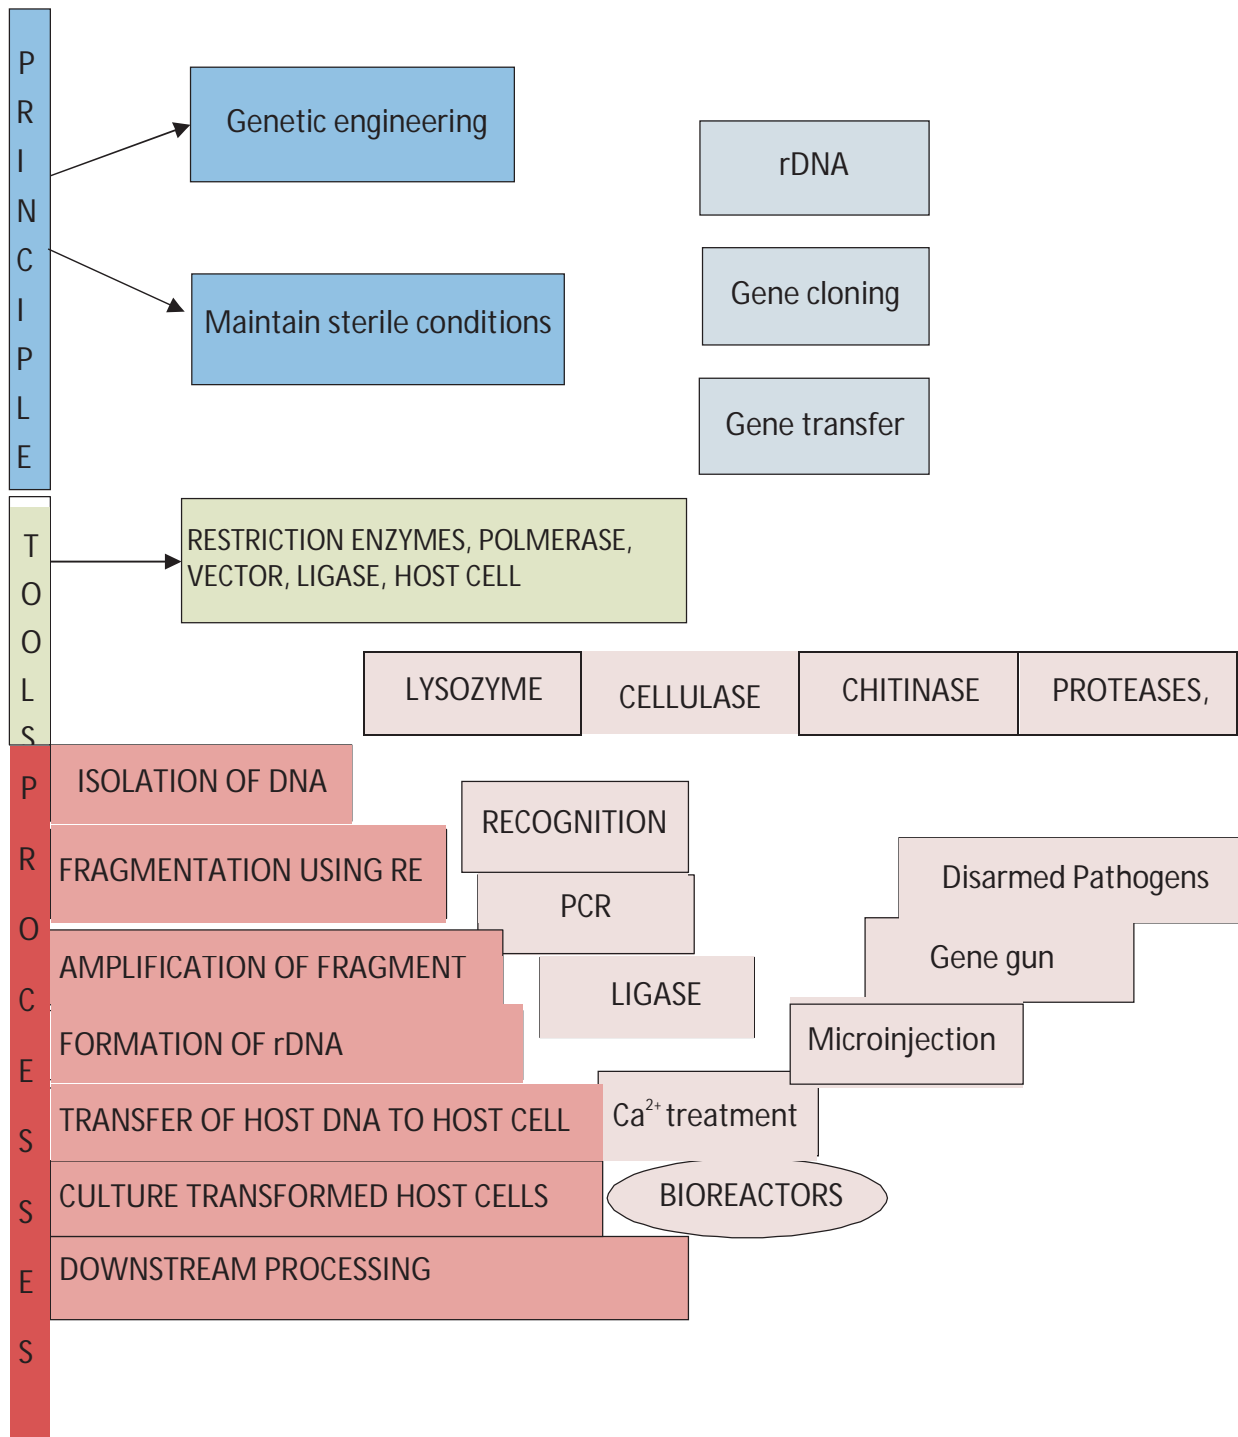 PRINCIPLE
Genetic engineering
rDNA
Gene cloning
Maintain sterile conditions
Gene transfer
TOOLS
RESTRICTION ENZYMES, POLMERASE,
VECTOR, LIGASE, HOST CELL
LYSOZYME
CELLULASE
CHITINASE
PROTEASES,
PROCESSES
ISOLATION OF DNA
FRAGMENTATION USING RE
RECOGNITION
AMPLIFICATION OF FRAGMENT
PCR
FORMATION OF rDNA
LIGASE
TRANSFER OF HOST DNA TO HOST CELL
Ca²⁺ treatment
Microinjection
Gene gun
Disarmed Pathogens
CULTURE TRANSFORMED HOST CELLS
BIOREACTORS
DOWNSTREAM PROCESSING